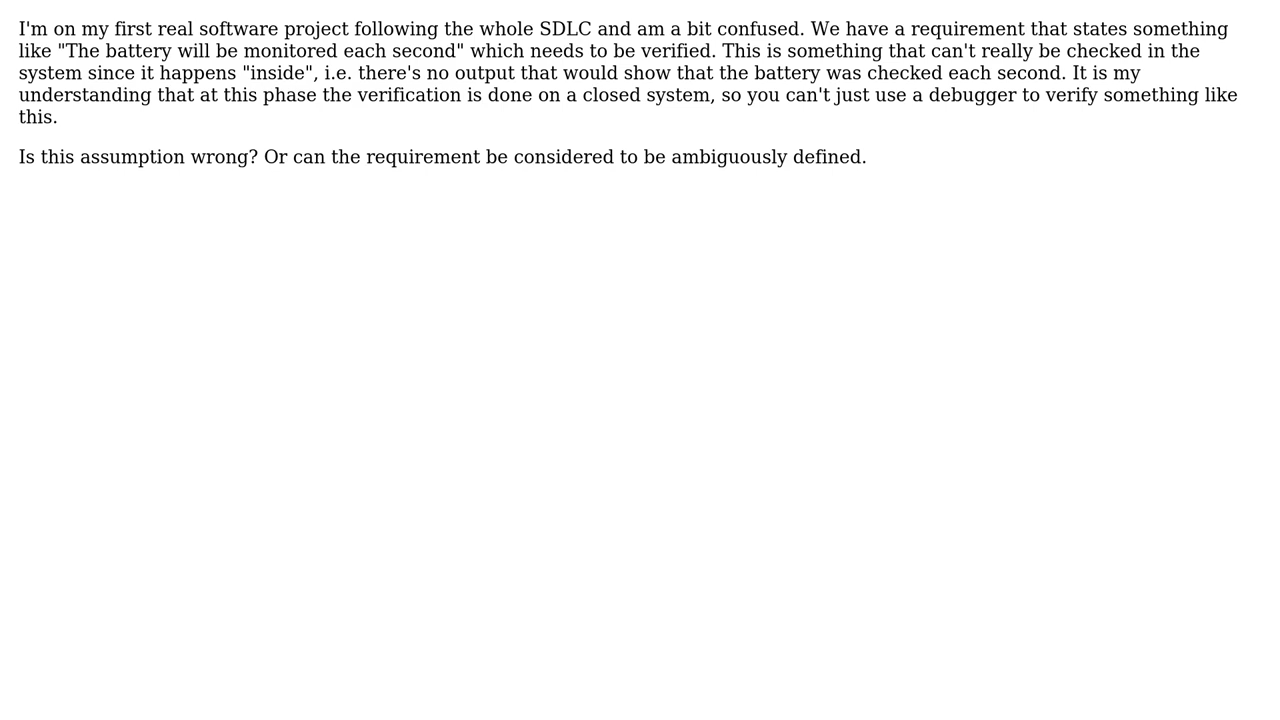 I'm on my first real software project following the whole SDLC and am a bit confused. We have a requirement that states something
like "The battery will be monitored each second" which needs to be verified. This is something that can't really be checked in the
system since it happens "inside", i.e. there's no output that would show that the battery was checked each second. It is my
understanding that at this phase the verification is done on a closed system, so you can't just use a debugger to verify something like
this.
Is this assumption wrong? Or can the requirement be considered to be ambiguously defined.